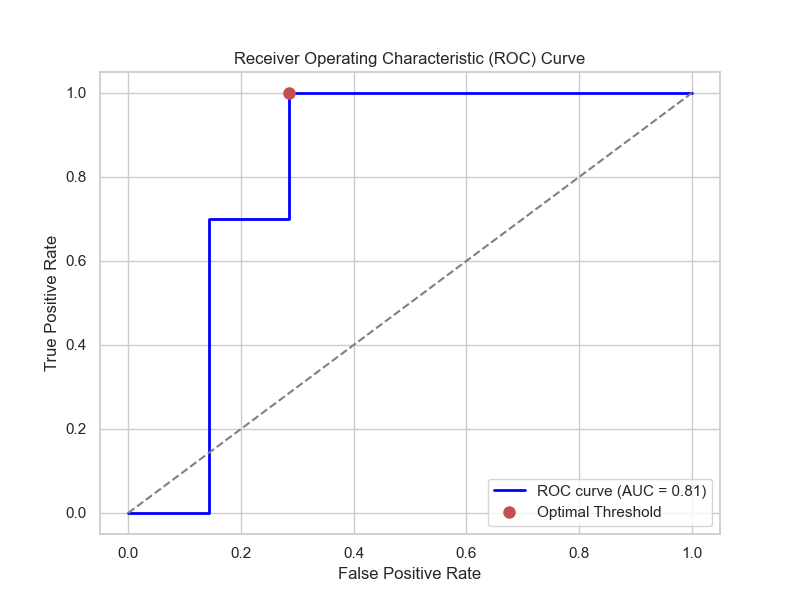 Receiver Operating Characteristic (ROC) Curve
True Positive Rate
1.0
0.8
0.6
0.4
0.2
0.0
0.0 0.2 0.4 0.6 0.8 1.0
False Positive Rate
ROC curve (AUC = 0.81)
Optimal Threshold